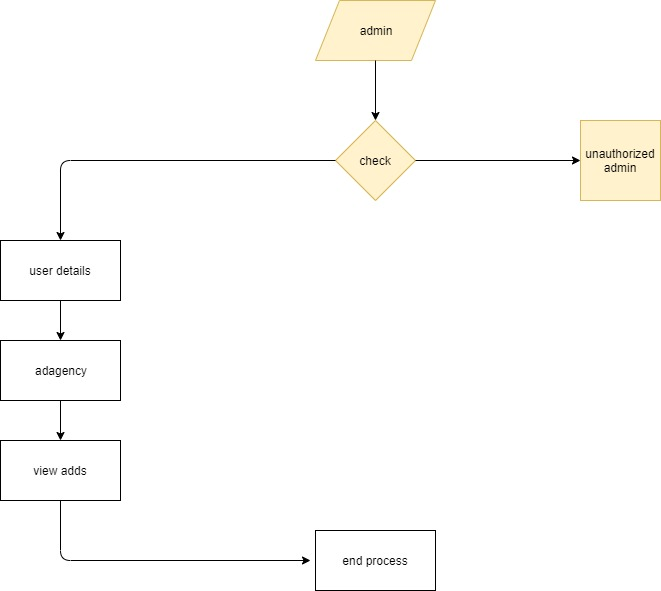 admin
check
unauthorized
admin
user details
adagency
view adds
end process